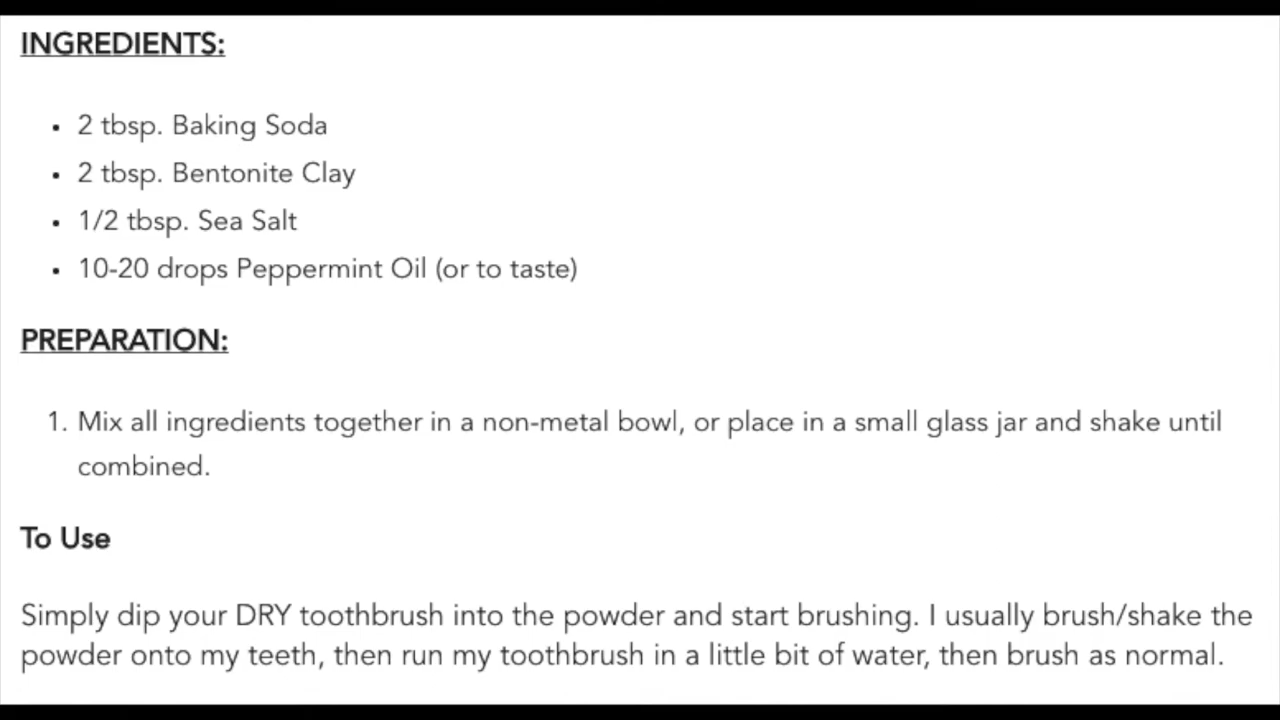 INGREDIENTS:
• 2 tbsp. Baking Soda
• 2 tbsp. Bentonite Clay
• 1/2 tbsp. Sea Salt
• 10-20 drops Peppermint Oil (or to taste)
PREPARATION:
1. Mix all ingredients together in a non-metal bowl, or place in a small glass jar and shake until
combined.
To Use
Simply dip your DRY toothbrush into the powder and start brushing. I usually brush/shake the
powder onto my teeth, then run my toothbrush in a little bit of water, then brush as normal.